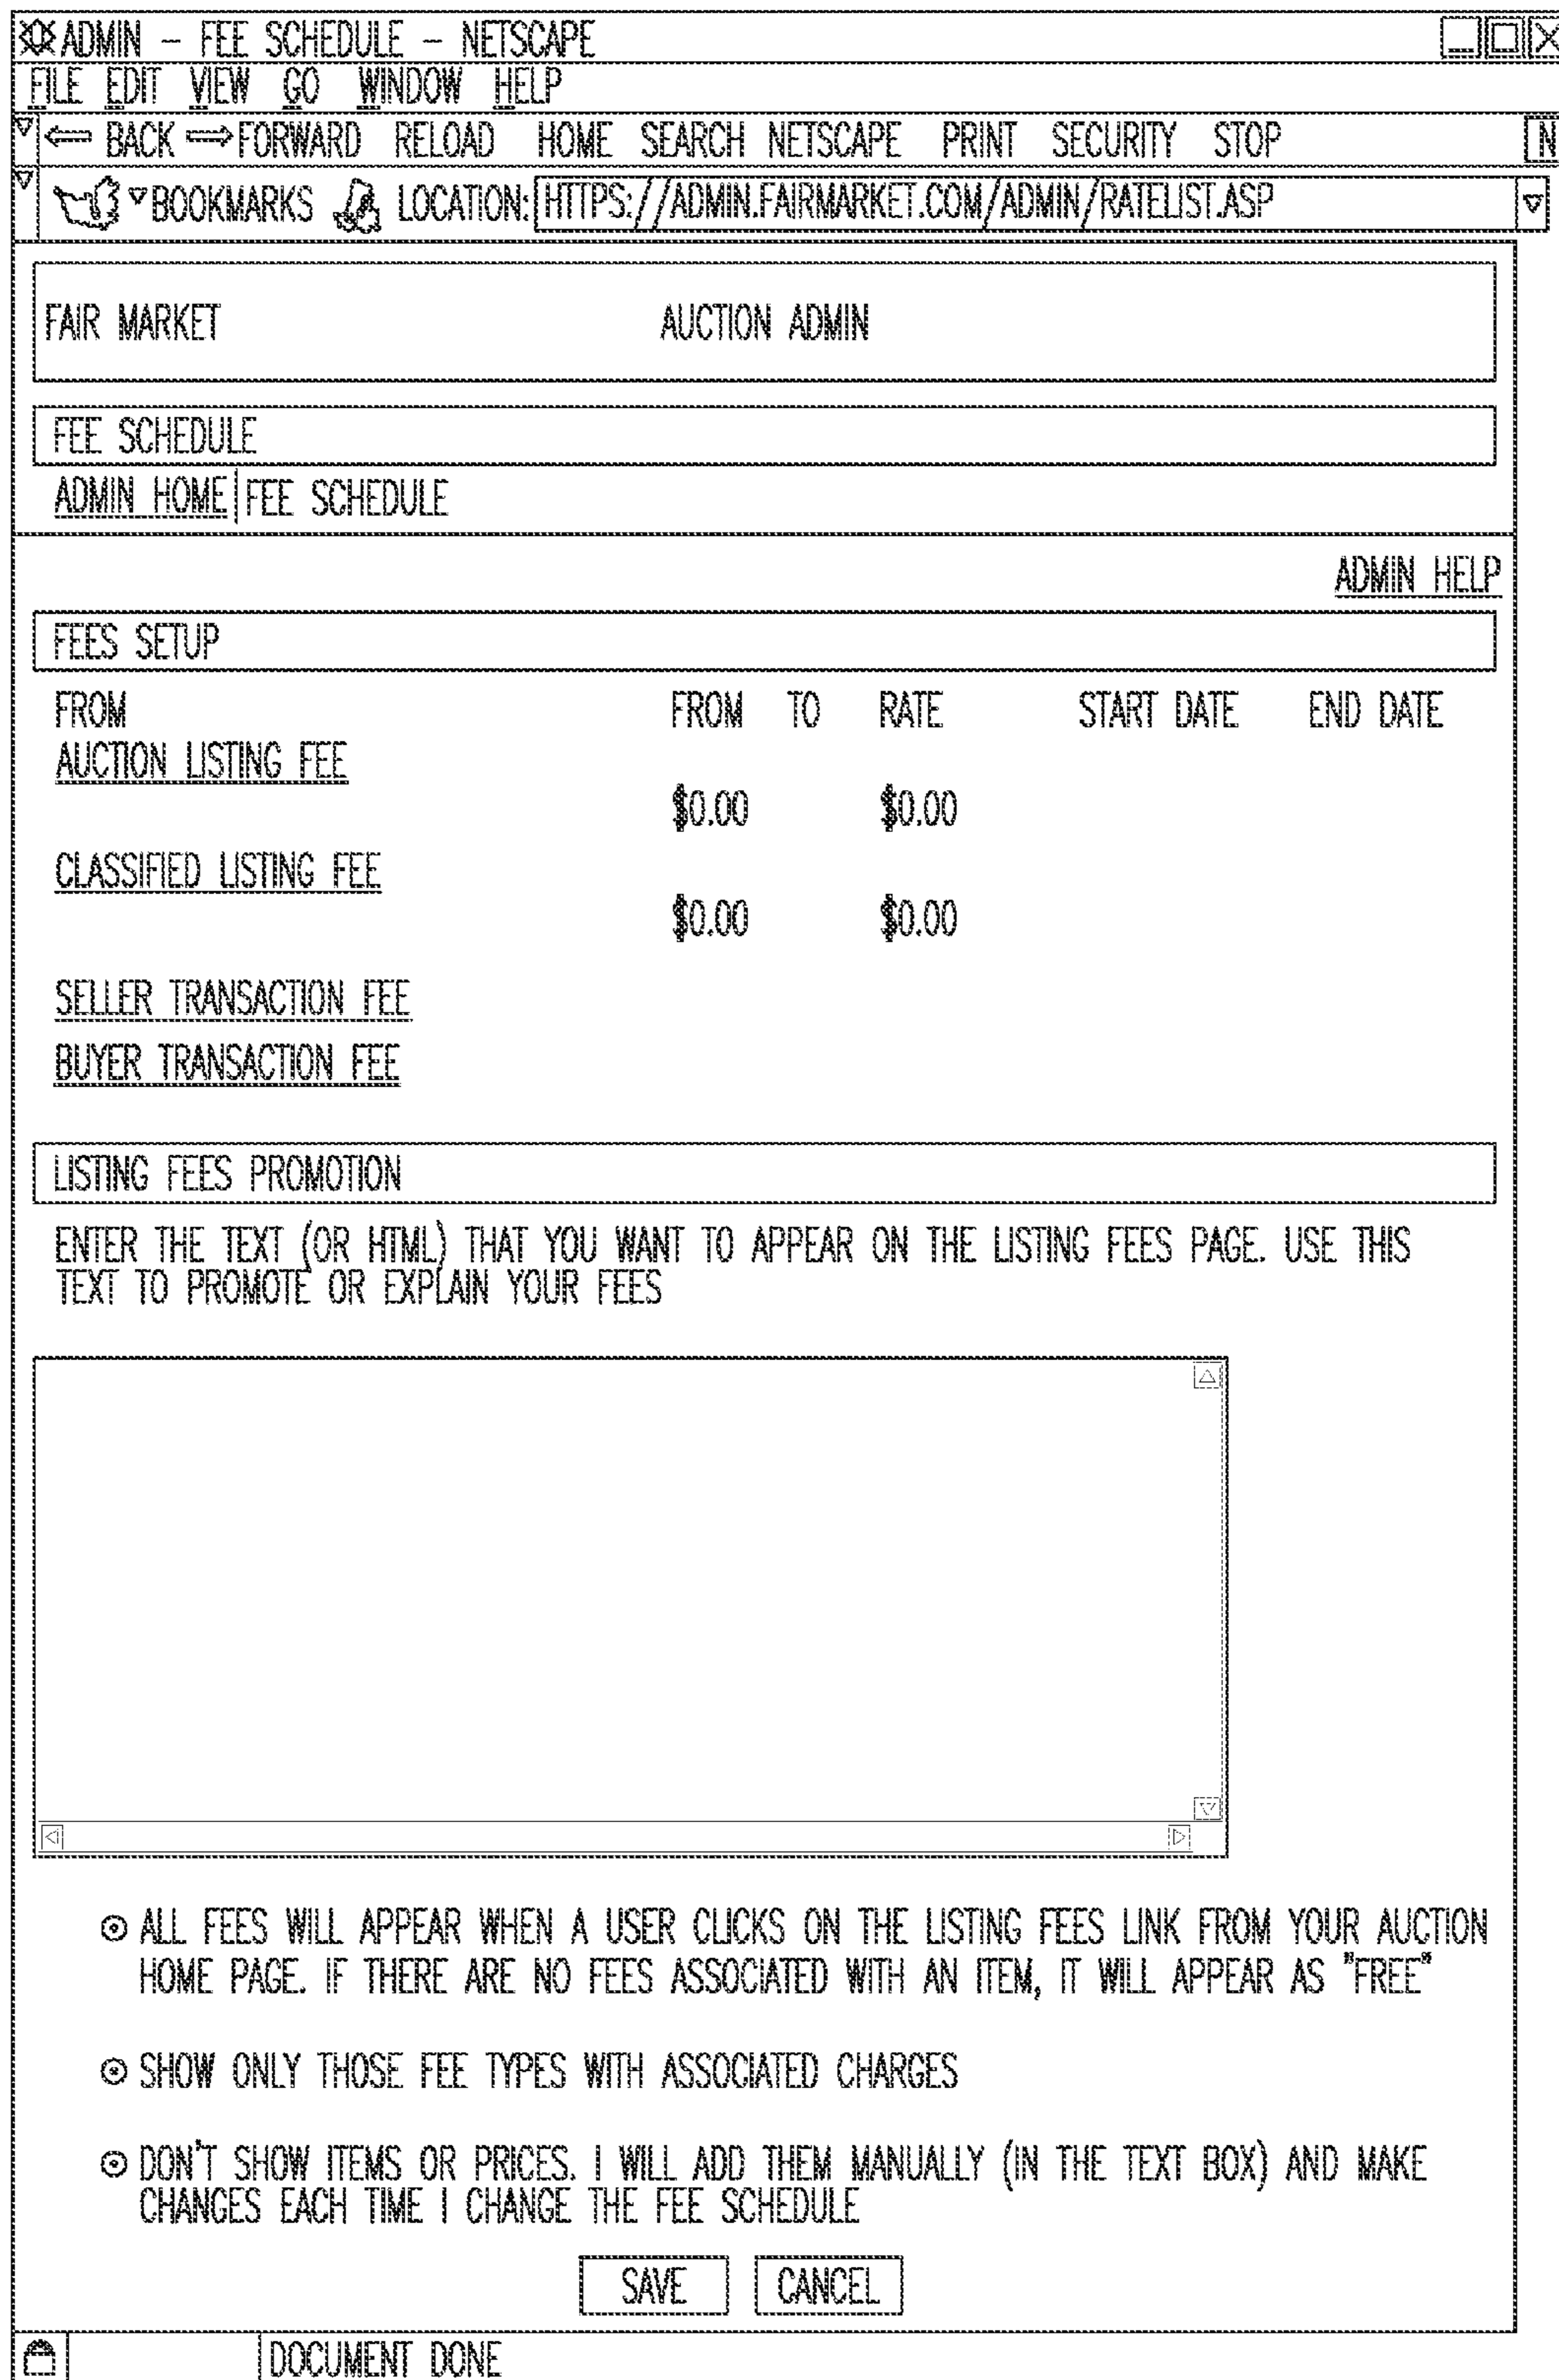 ADMIN – FEE SCHEDULE – NETSCAPE
FILE EDIT VIEW GO WINDOW HELP
BACK FORWARD RELOAD HOME SEARCH NETSCAPE PRINT SECURITY STOP N
BOOKMARKS LOCATION: HTTPS://ADMIN.FAIRMARKET.COM/ADMIN/RATELIST.ASP
FAIR MARKET AUCTION ADMIN
FEE SCHEDULE
ADMIN HOME FEE SCHEDULE
ADMIN HELP
FEES SETUP
FROM FROM TO RATE START DATE END DATE
AUCTION LISTING FEE
$0.00 $0.00
CLASSIFIED LISTING FEE
$0.00 $0.00
SELLER TRANSACTION FEE
BUYER TRANSACTION FEE
LISTING FEES PROMOTION
ENTER THE TEXT (OR HTML) THAT YOU WANT TO APPEAR ON THE LISTING FEES PAGE. USE THIS
TEXT TO PROMOTE OR EXPLAIN YOUR FEES
ALL FEES WILL APPEAR WHEN A USER CLICKS ON THE LISTING FEES LINK FROM YOUR AUCTION
HOME PAGE. IF THERE ARE NO FEES ASSOCIATED WITH AN ITEM, IT WILL APPEAR AS "FREE"
SHOW ONLY THOSE FEE TYPES WITH ASSOCIATED CHARGES
DON'T SHOW ITEMS OR PRICES. I WILL ADD THEM MANUALLY (IN THE TEXT BOX) AND MAKE
CHANGES EACH TIME I CHANGE THE FEE SCHEDULE
SAVE CANCEL
DOCUMENT DONE